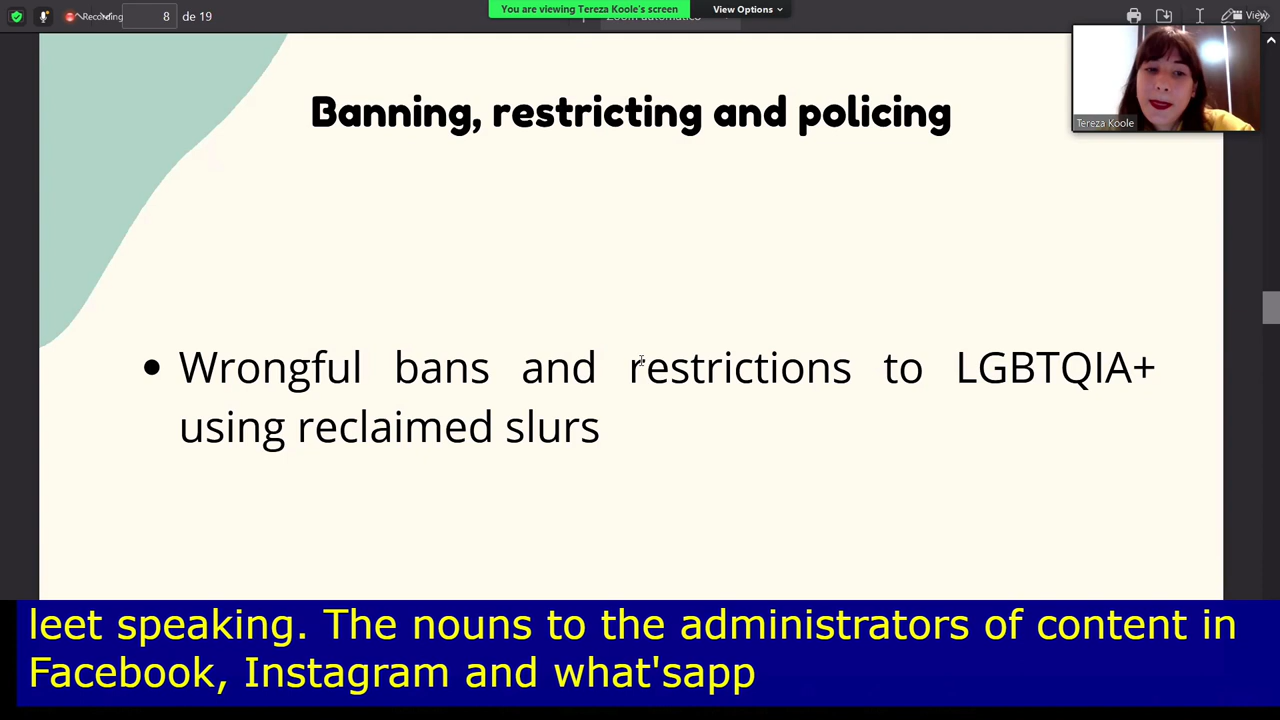 Recording
8 de 19
You are viewing Tereza Koole's screen
View Options
View
Banning, restricting and policing
Tereza Koole
• Wrongful bans and restrictions to LGBTQIA+
using reclaimed slurs
leet speaking. The nouns to the administrators of content in
Facebook, Instagram and what'sapp